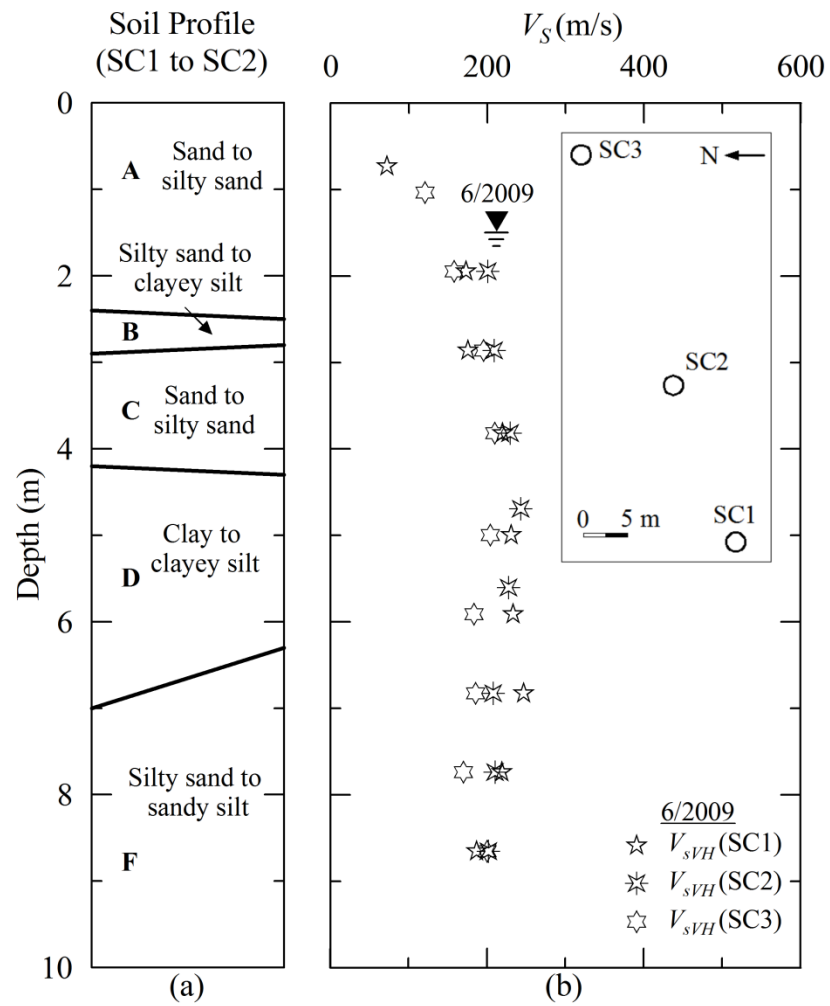 Soil Profile
(SC1 to SC2)
V_S (m/s)
0 200 400 600
0
2
4
6
8
10
Depth (m)
A
Sand to
silty sand
Silty sand to
clayey silt
B
C
Sand to
silty sand
Clay to
clayey silt
D
Silty sand to
sandy silt
F
(a)
6/2009
SC3
N
SC2
0 5 m
SC1
6/2009
V_sVH (SC1)
V_sVH (SC2)
V_sVH (SC3)
(b)